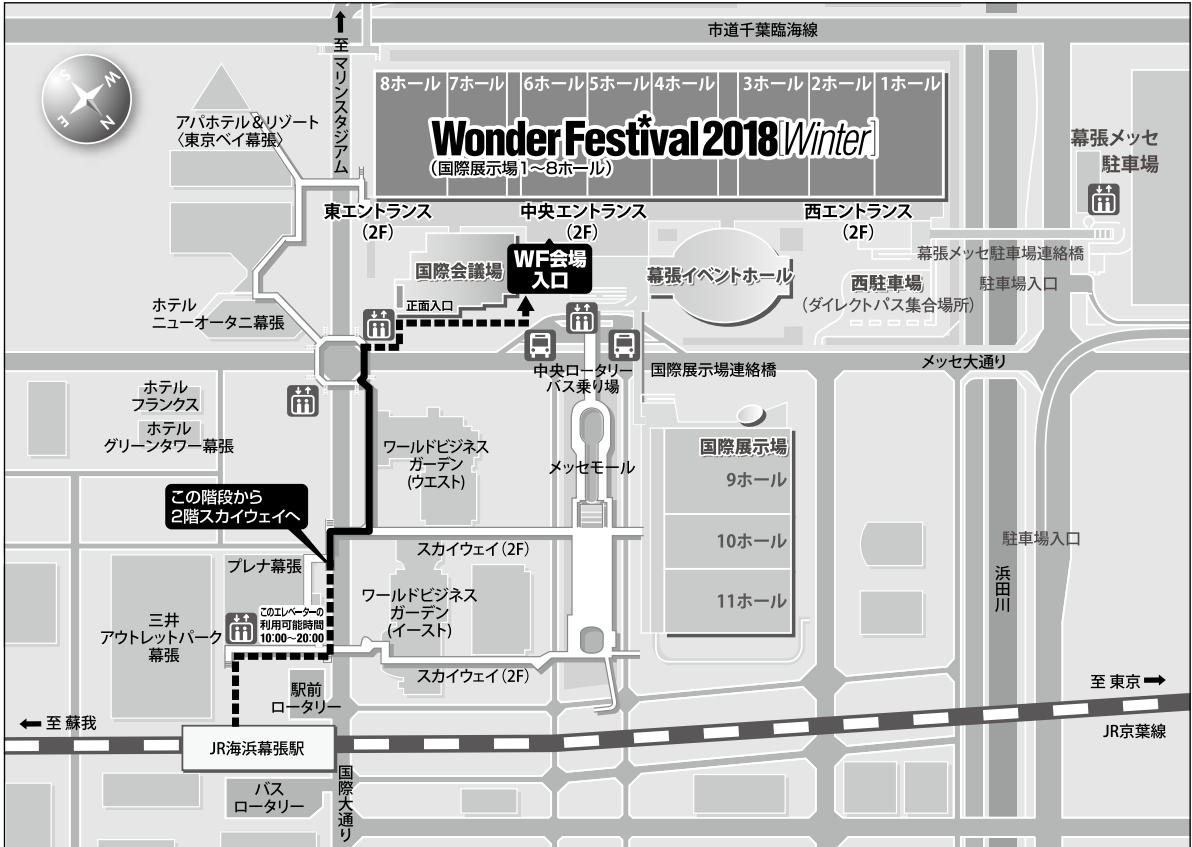 市道千葉臨海線
↑
至マリンスタジアム
S
W
E
N
8ホール
7ホール
6ホール
5ホール
4ホール
3ホール
2ホール
1ホール
Wonder Festival 2018[Winter]
(国際展示場1〜8ホール)
アパホテル&リゾート
〈東京ベイ幕張〉
幕張メッセ
駐車場
東エントランス
(2F)
中央エントランス
(2F)
西エントランス
(2F)
国際会議場
WF会場
入口
幕張イベントホール
西駐車場
(ダイレクトパス集合場所)
幕張メッセ駐車場連絡橋
駐車場入口
正面入口
ホテル
ニューオータニ幕張
中央ロータリー
バス乗り場
国際展示場連絡橋
メッセ大通り
ホテル
フランクス
ホテル
グリーンタワー幕張
ワールドビジネス
ガーデン
(ウエスト)
メッセモール
国際展示場
9ホール
10ホール
11ホール
この階段から
2階スカイウェイへ
スカイウェイ(2F)
駐車場入口
浜田川
プレナ幕張
ワールドビジネス
ガーデン
(イースト)
三井
アウトレットパーク
幕張
このエレベーターの
利用可能時間
10:00〜20:00
スカイウェイ(2F)
駅前
ロータリー
至 東京→
←至 蘇我
JR海浜幕張駅
JR京葉線
バス
ロータリー
国際大通り